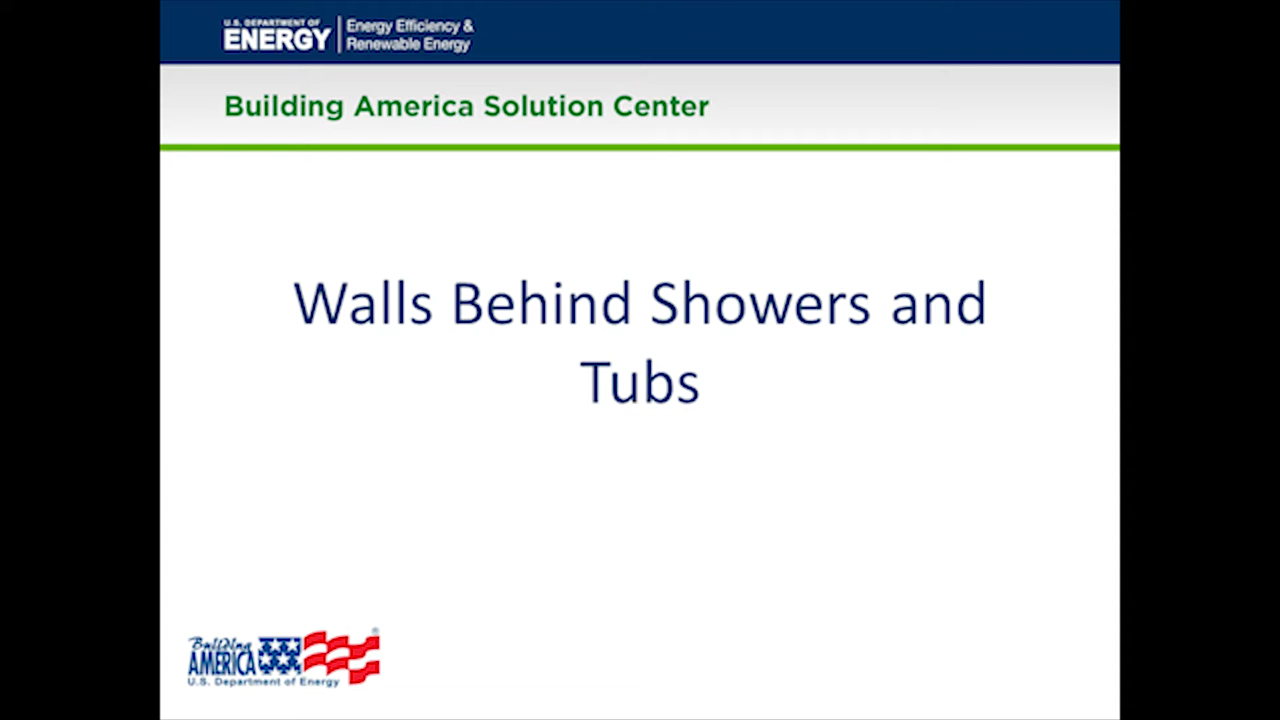 U.S. DEPARTMENT OF
ENERGY
Energy Efficiency &
Renewable Energy
Building America Solution Center
Walls Behind Showers and
Tubs
Building
AMERICA
®
U.S. Department of Energy